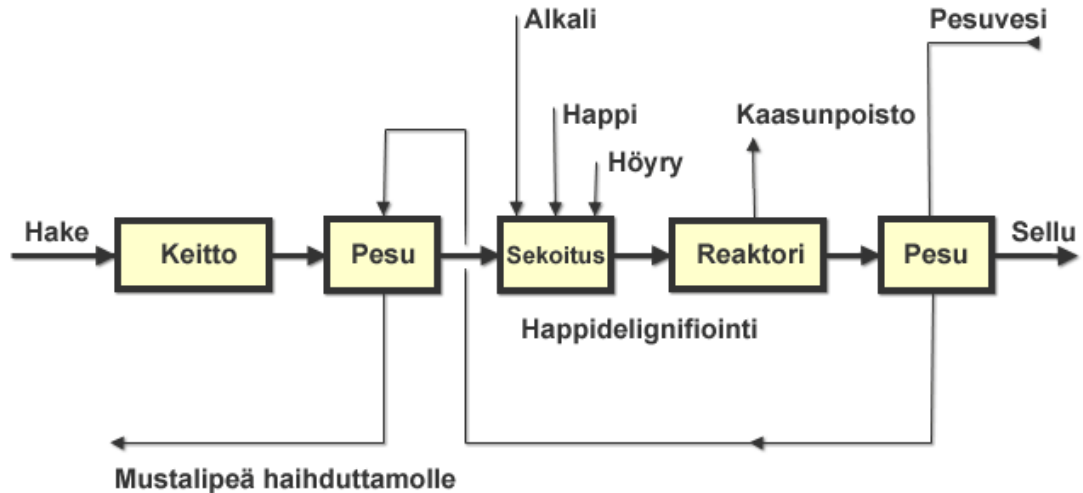 Alkali
Pesuvesi
Happi
Kaasunpoisto
Höyry
Hake
Keitto
Pesu
Sekoitus
Reaktori
Pesu
Sellu
Happidelignifiointi
Mustalipeä haihduttamolle